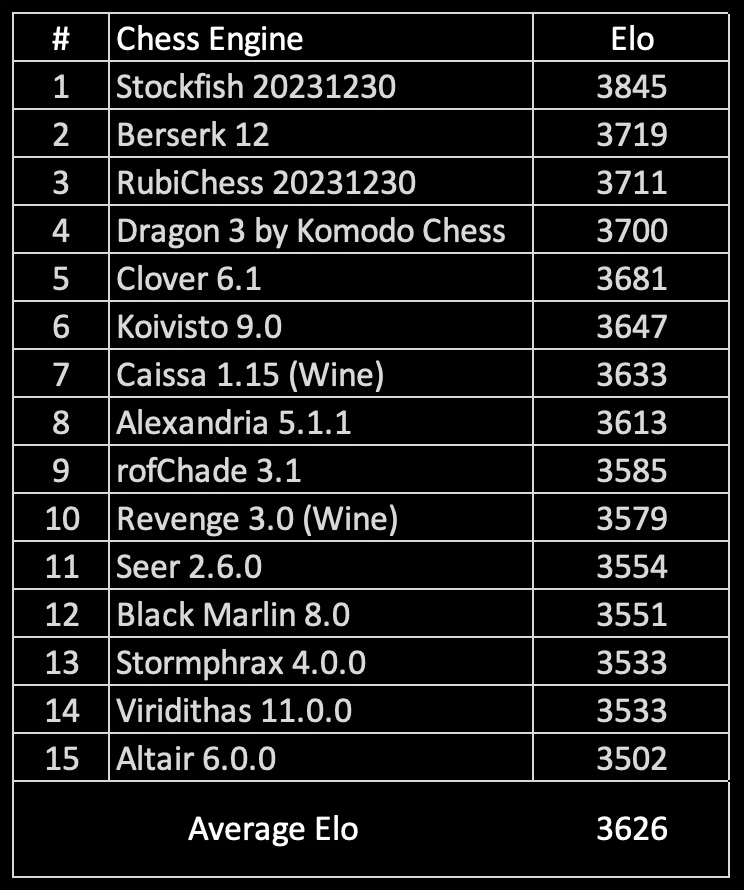 # Chess Engine Elo
1 Stockfish 20231230 3845
2 Berserk 12 3719
3 RubiChess 20231230 3711
4 Dragon 3 by Komodo Chess 3700
5 Clover 6.1 3681
6 Koivisto 9.0 3647
7 Caissa 1.15 (Wine) 3633
8 Alexandria 5.1.1 3613
9 rofChade 3.1 3585
10 Revenge 3.0 (Wine) 3579
11 Seer 2.6.0 3554
12 Black Marlin 8.0 3551
13 Stormphrax 4.0.0 3533
14 Viridithas 11.0.0 3533
15 Altair 6.0.0 3502
Average Elo 3626